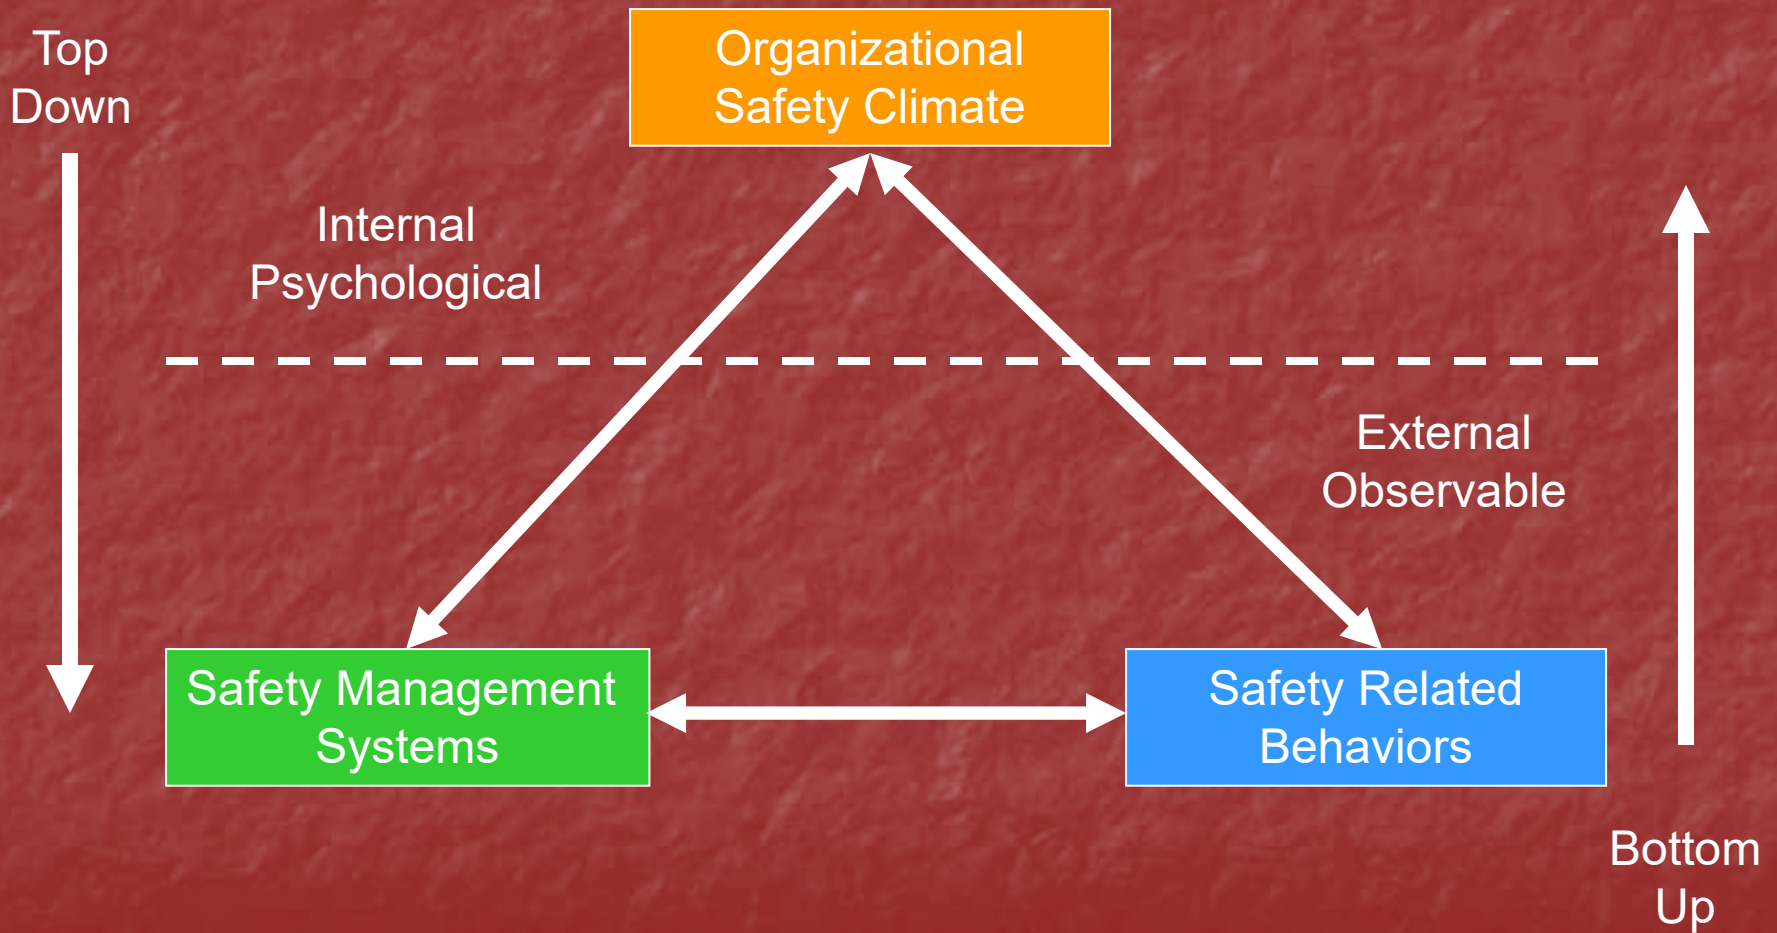 Top
Down
Organizational
Safety Climate
Internal
Psychological
External
Observable
Safety Management
Systems
Safety Related
Behaviors
Bottom
Up